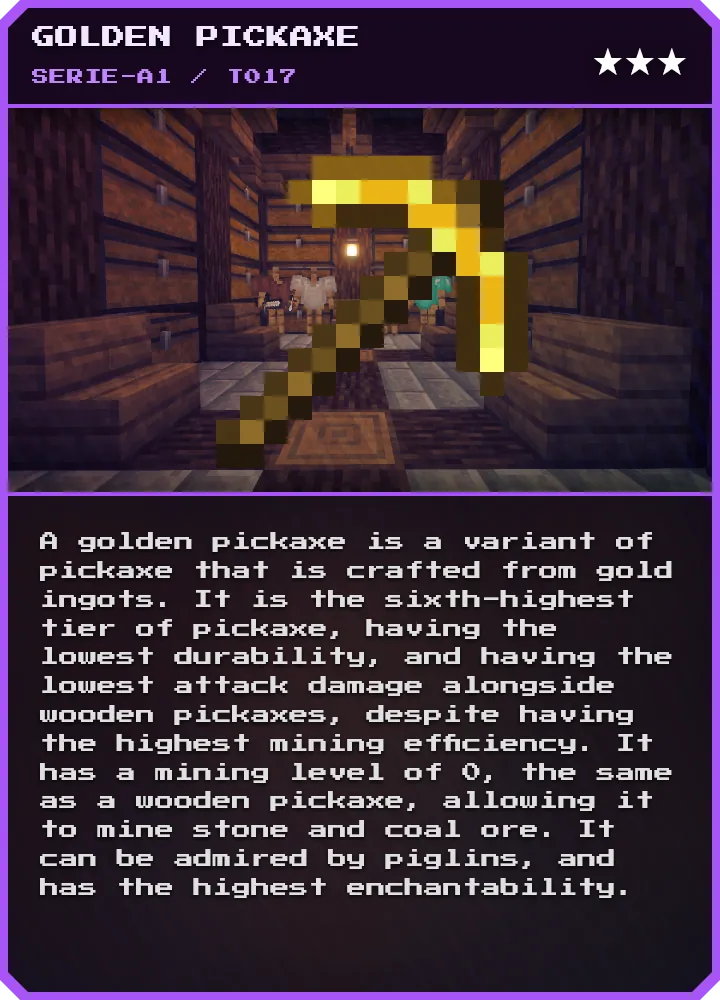 GOLDEN PICKAXE
SERIE-A1 / T017
★★★
A golden pickaxe is a variant of
pickaxe that is crafted from gold
ingots. It is the sixth-highest
tier of pickaxe, having the
lowest durability, and having the
lowest attack damage alongside
wooden pickaxes, despite having
the highest mining efficiency. It
has a mining level of 0, the same
as a wooden pickaxe, allowing it
to mine stone and coal ore. It
can be admired by piglins, and
has the highest enchantability.